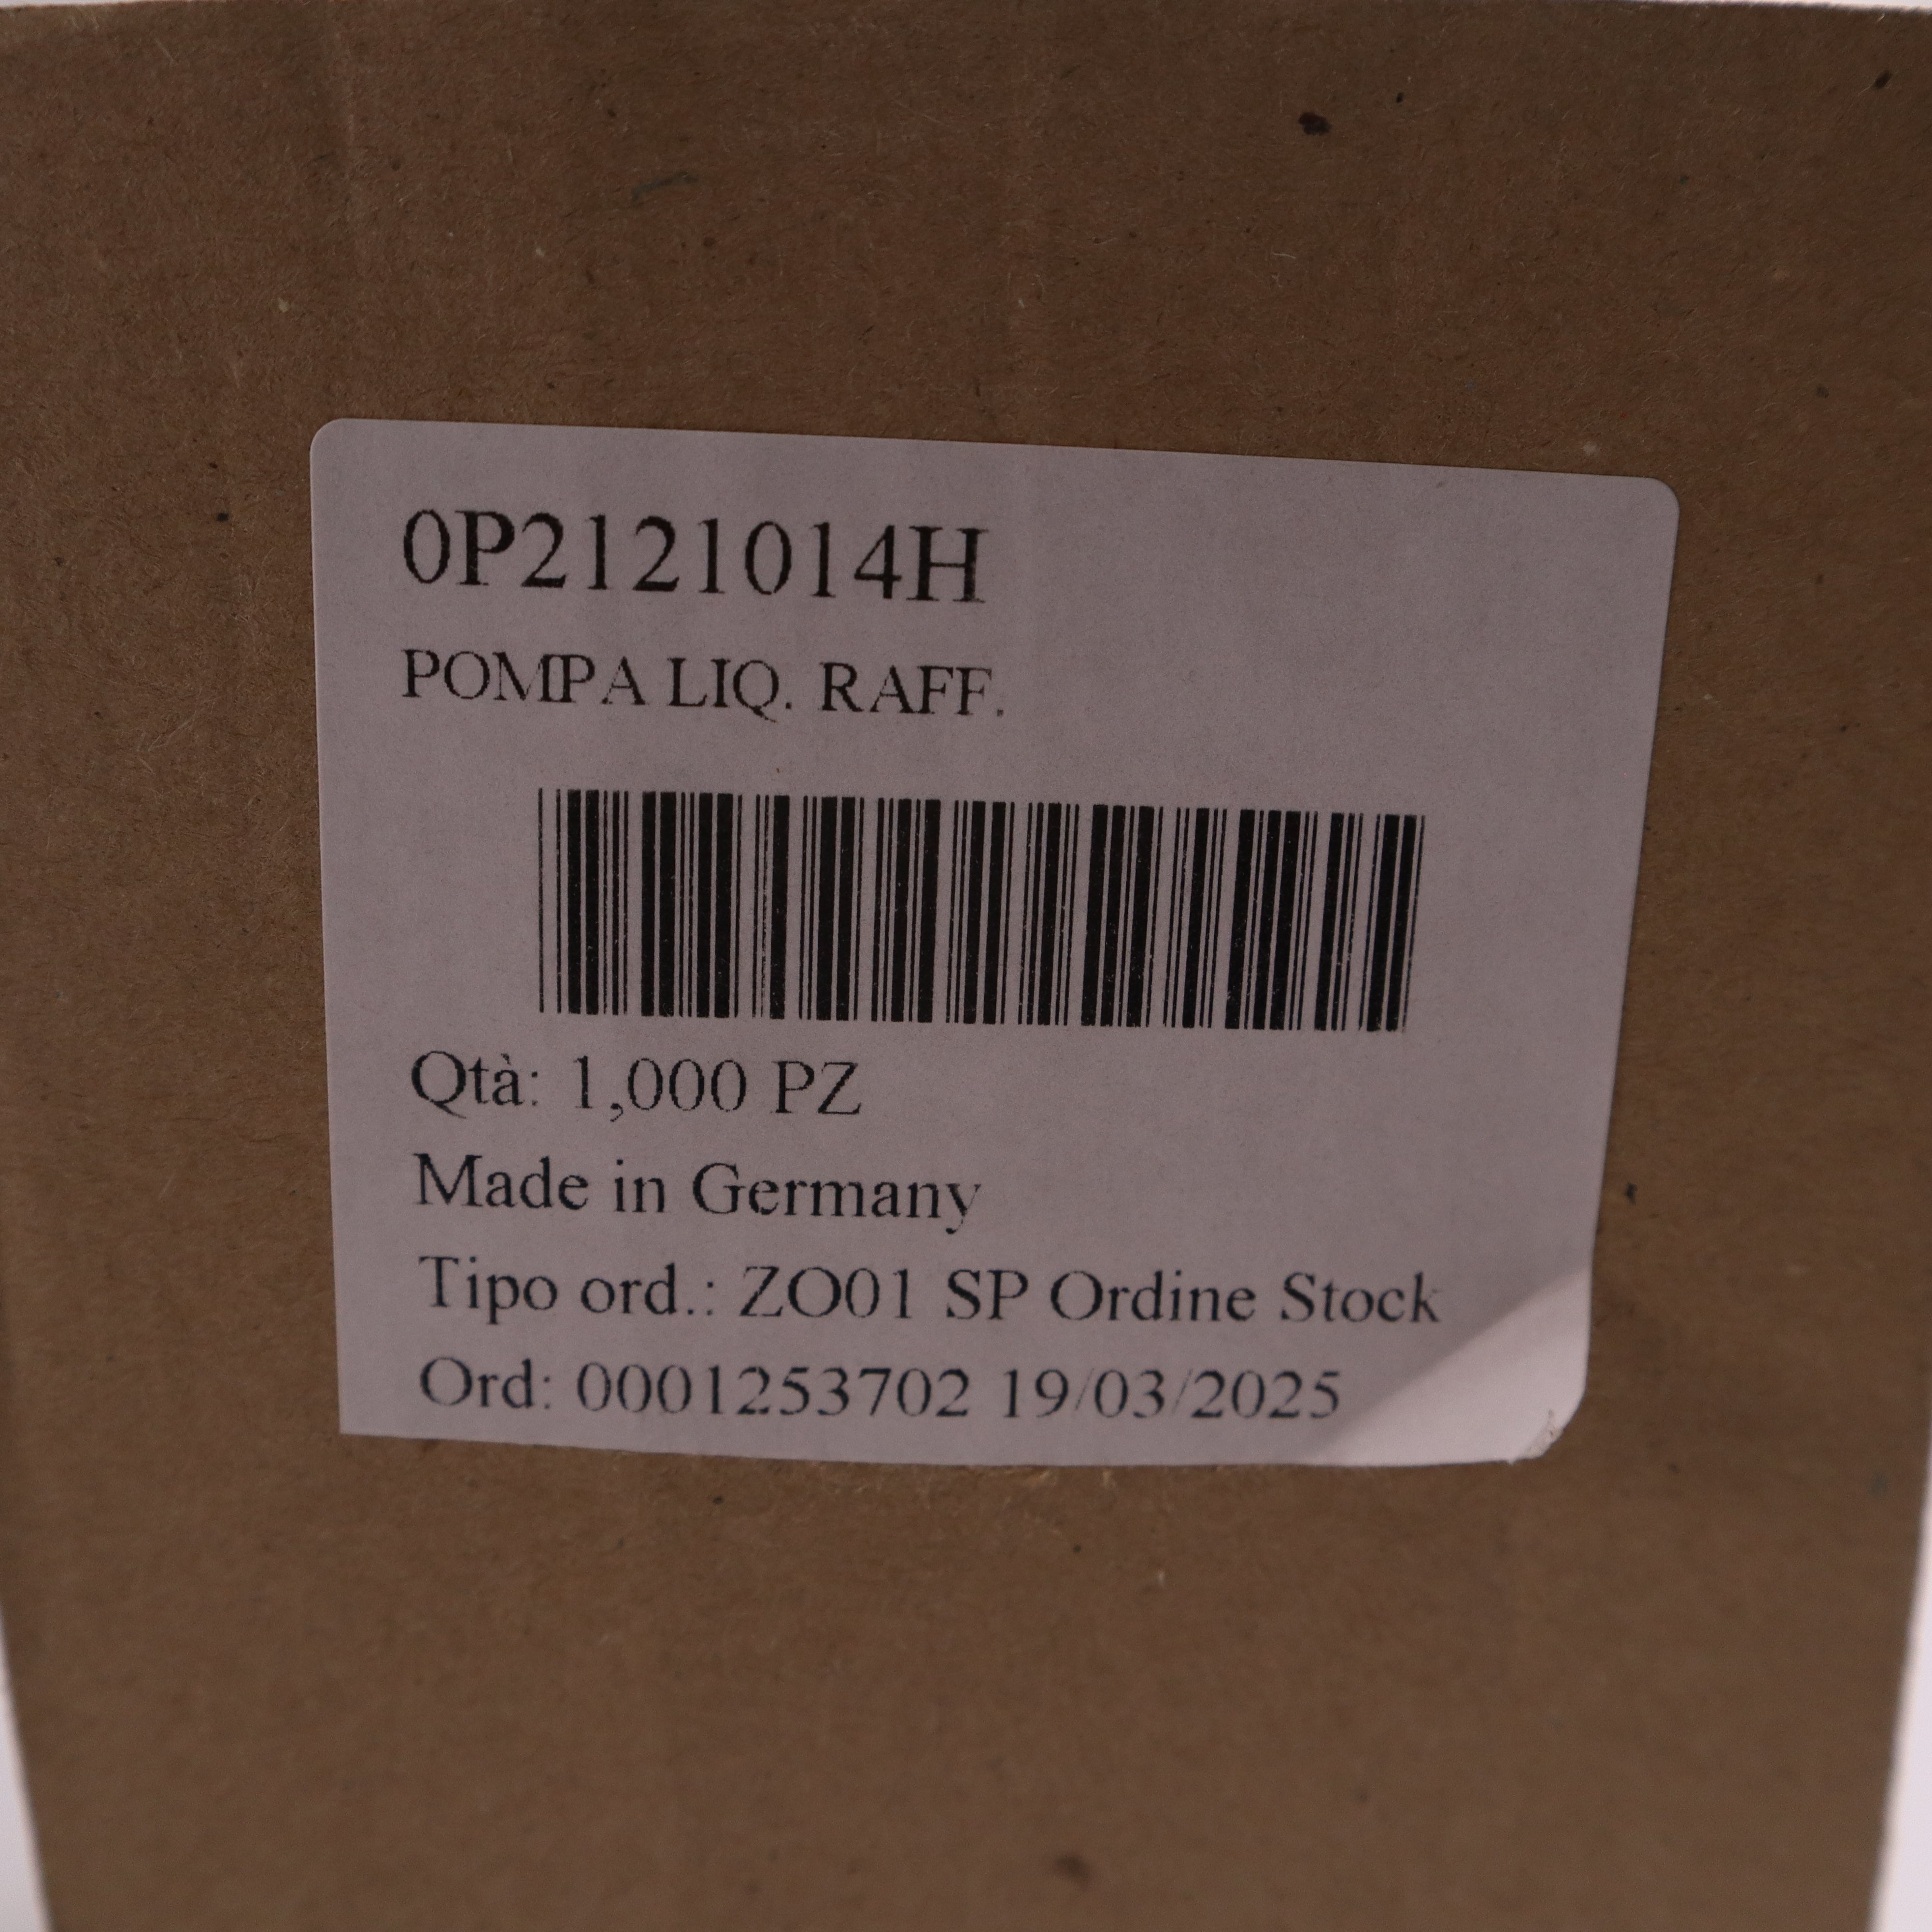 0P2121014H
POMPA LIQ. RAFF.
Qtà: 1,000 PZ
Made in Germany
Tipo ord.: ZO01 SP Ordine Stock
Ord: 0001253702 19/03/2025